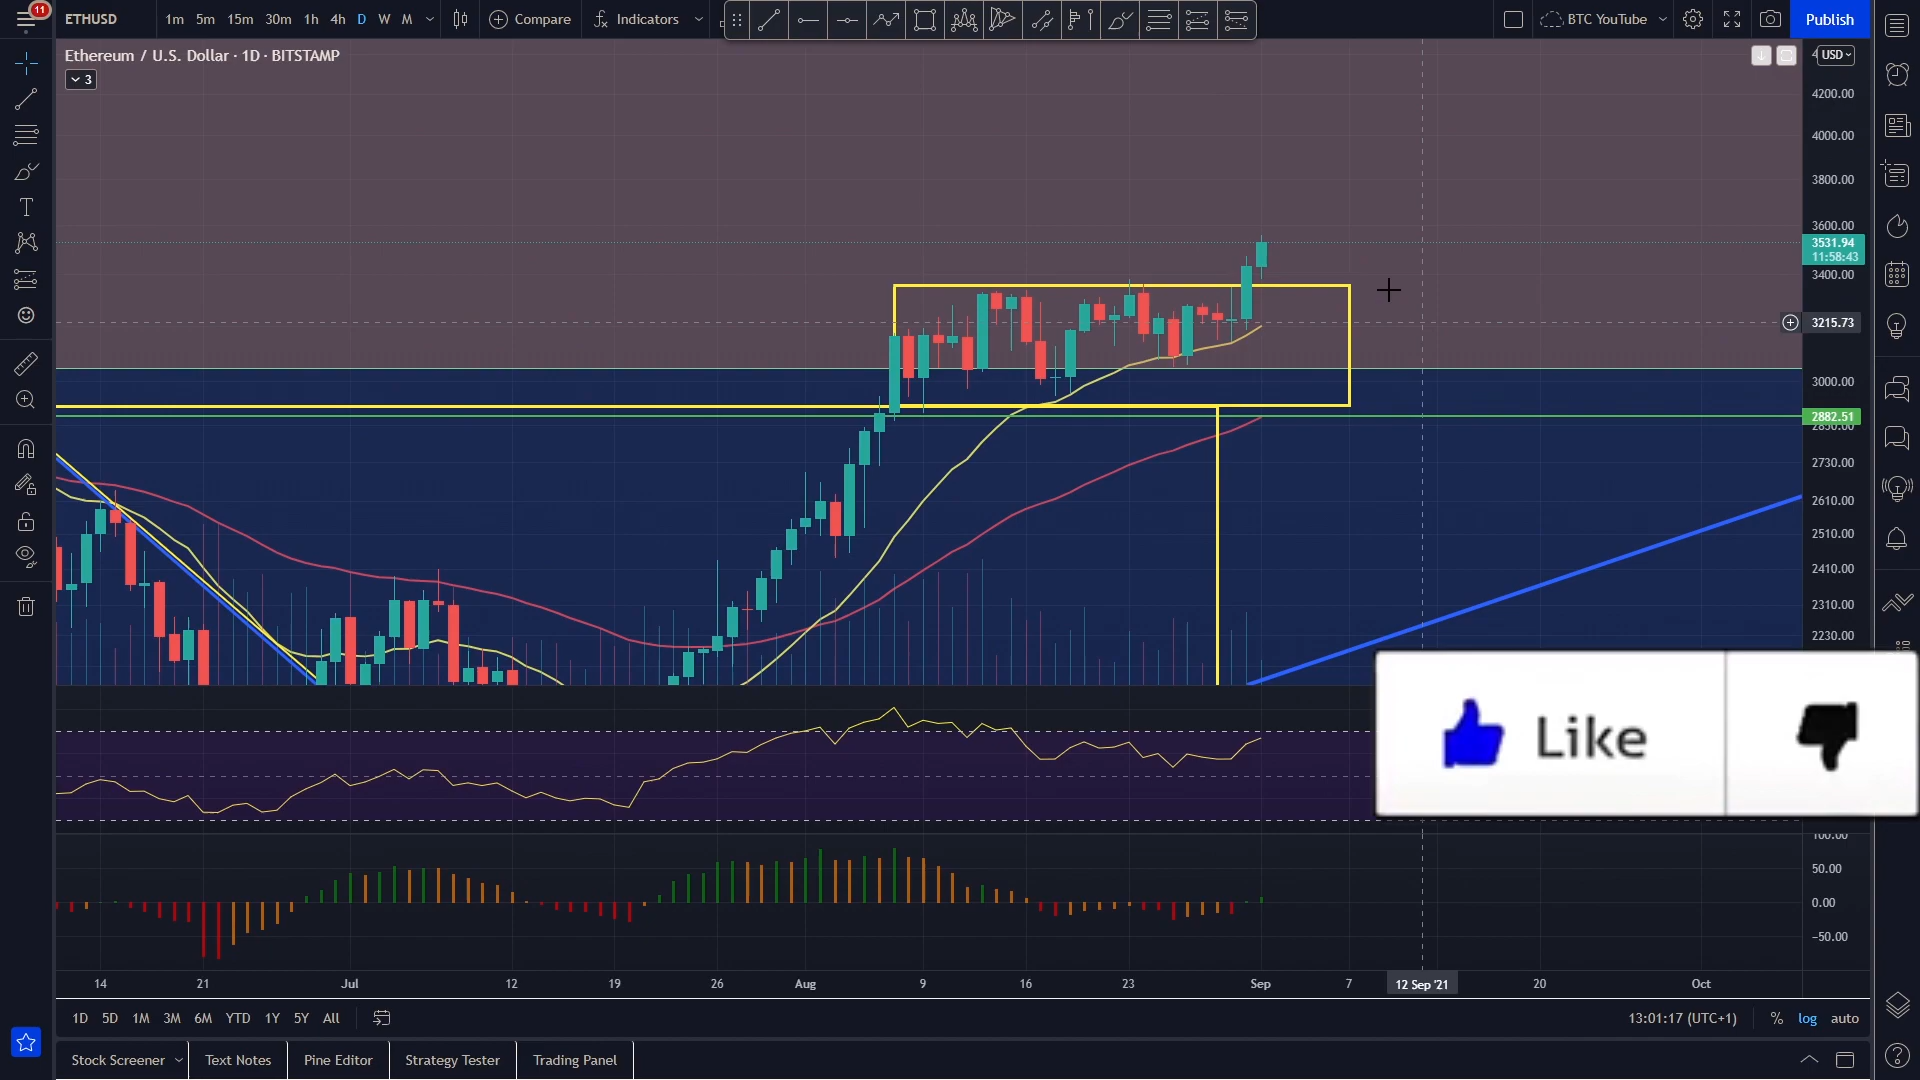 11
ETHUSD 1m 5m 15m 30m 1h 4h D W M Compare Indicators BTC YouTube Publish
Ethereum / U.S. Dollar · 1D · BITSTAMP
3
USD
4200.00
4000.00
3800.00
3600.00
3531.94
11:58:43
3400.00
3215.73
3000.00
2882.51
2850.00
2730.00
2610.00
2510.00
2410.00
2310.00
2230.00
T
Like
100.00
50.00
0.00
−50.00
14 21 Jul 12 19 26 Aug 9 16 23 Sep 7 12 Sep '21 20 Oct
1D 5D 1M 3M 6M YTD 1Y 5Y All 13:01:17 (UTC+1) % log auto
Stock Screener Text Notes Pine Editor Strategy Tester Trading Panel